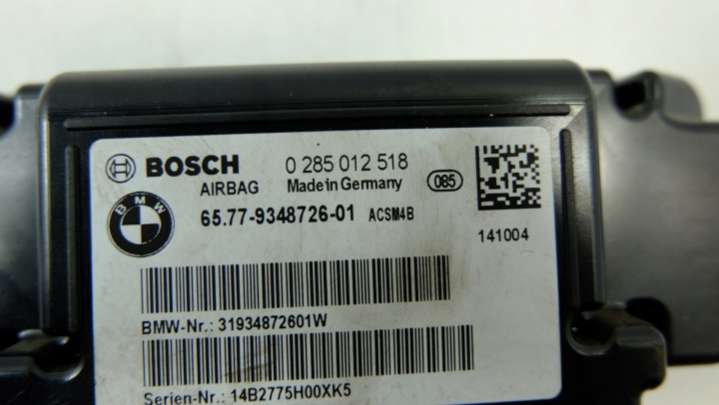 BOSCH 0 285 012 518
AIRBAG Made in Germany 085
BMW 65.77-9348726-01 ACSM4B
141004
BMW-Nr.: 31934872601W
Serien-Nr.: 14B2775H00XK5